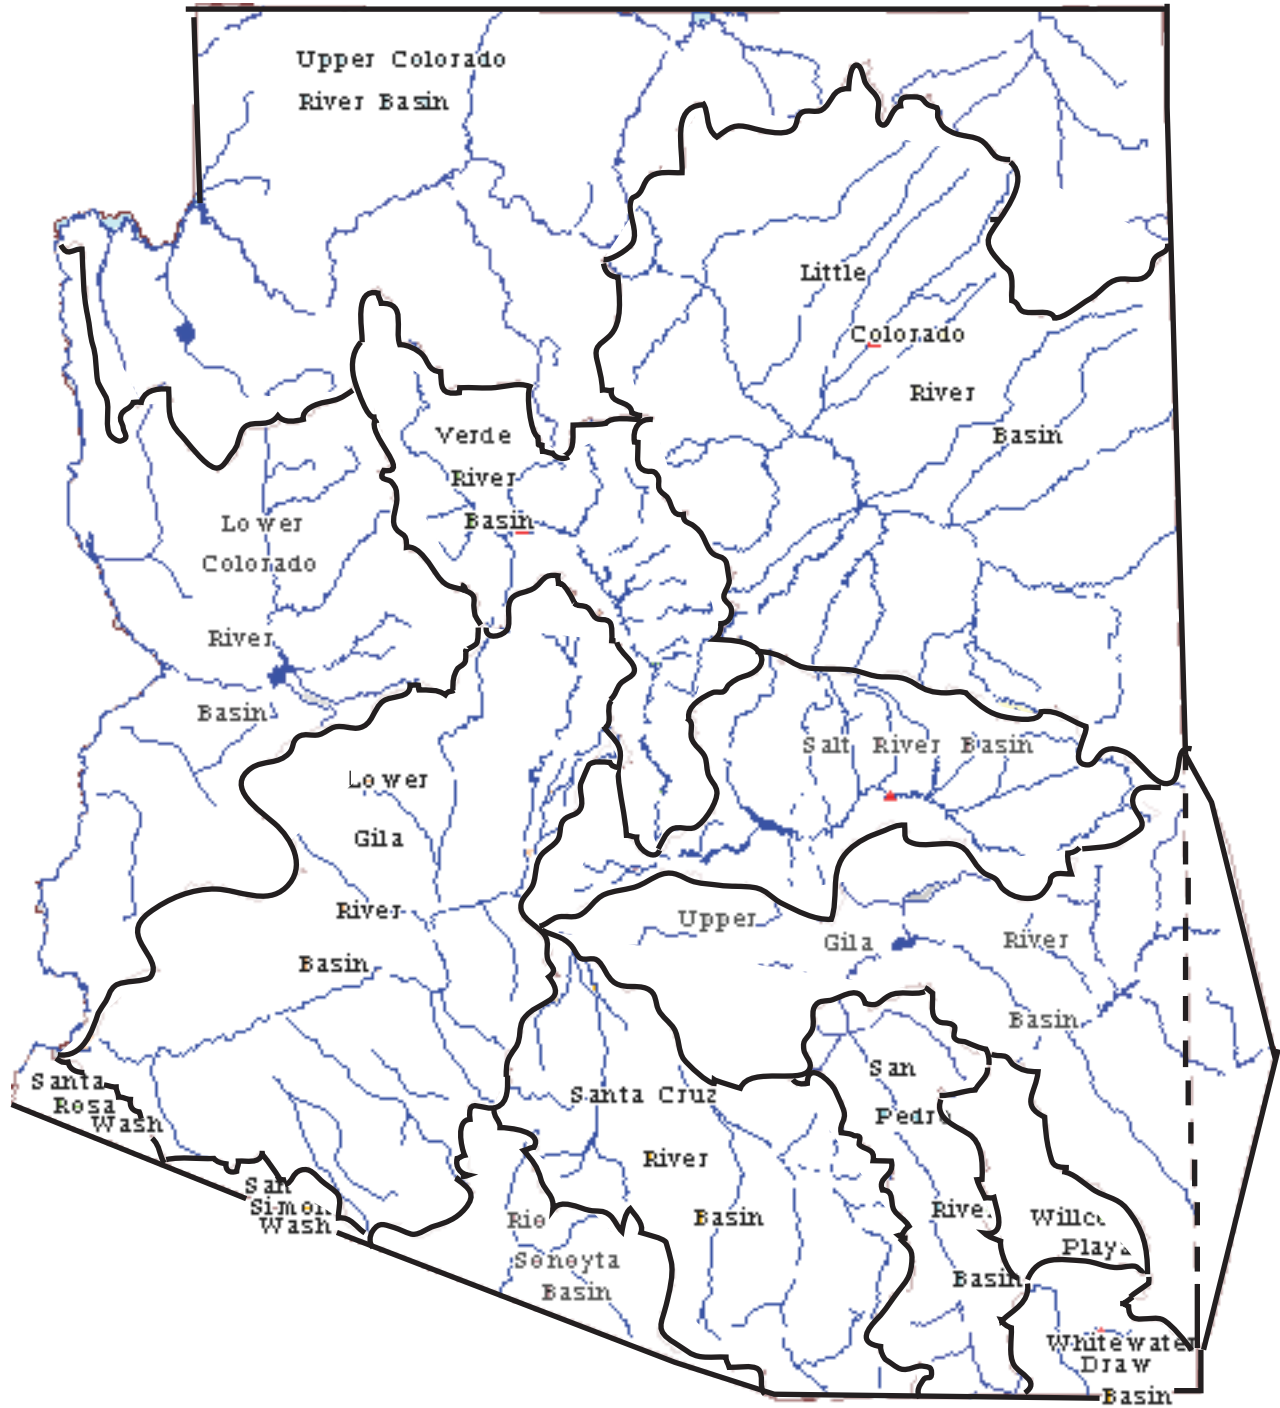 Upper Colorado
River Basin
Little
Colorado
River
Basin
Verde
River
Basin
Lower
Colorado
River
Basin
Salt River Basin
Lower
Gila
River
Basin
Upper
Gila
River
Basin
Santa
Rosa
Wash
San
Simon
Wash
Santa Cruz
River
Basin
Rio
Sonoyta
Basin
San
Pedro
River
Basin
Willc
Playa
Whitewater
Draw
Basin